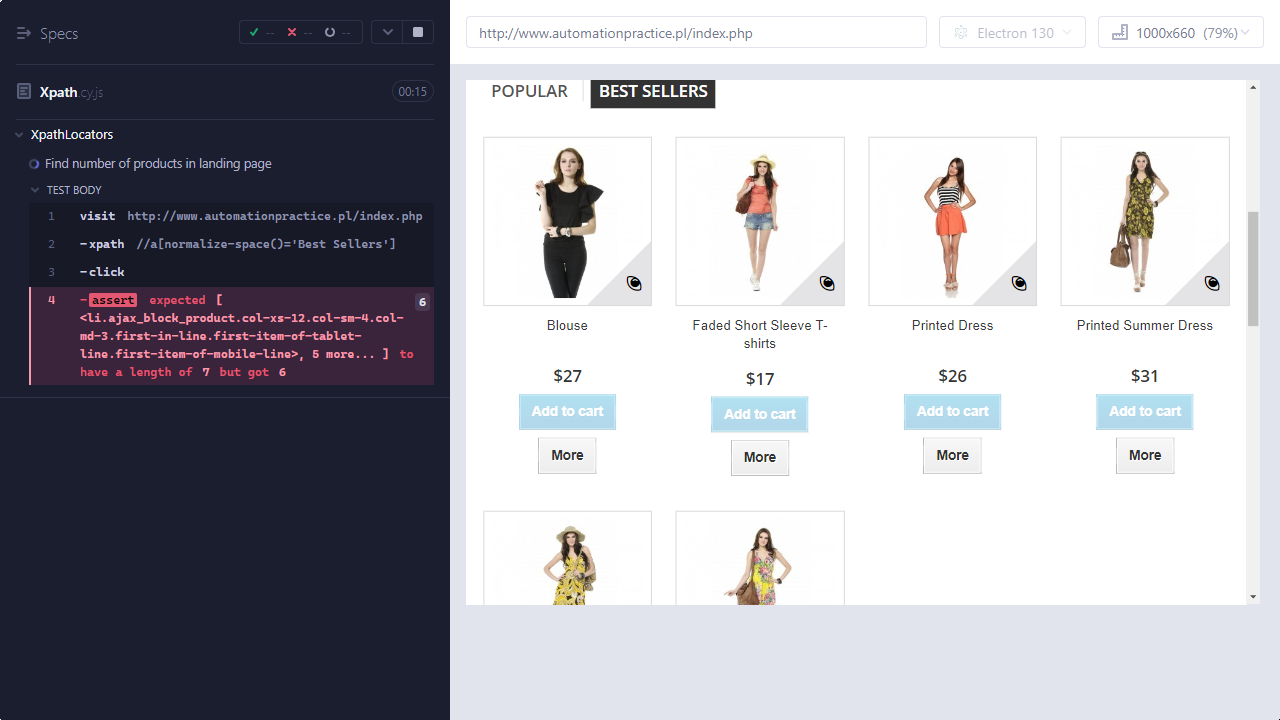 Specs
-- -- --
Xpath.cy.js
00:15
XpathLocators
Find number of products in landing page
TEST BODY
1 visit http://www.automationpractice.pl/index.php
2 -xpath //a[normalize-space()='Best Sellers']
3 -click
4 -assert expected [ 6
<li.ajax_block_product.col-xs-12.col-sm-4.col-
md-3.first-in-line.first-item-of-tablet-
line.first-item-of-mobile-line>, 5 more... ] to
have a length of 7 but got 6
http://www.automationpractice.pl/index.php
Electron 130
1000x660 (79%)
POPULAR
BEST SELLERS
Blouse
Faded Short Sleeve T-
shirts
Printed Dress
Printed Summer Dress
$27
$17
$26
$31
Add to cart
Add to cart
Add to cart
Add to cart
More
More
More
More